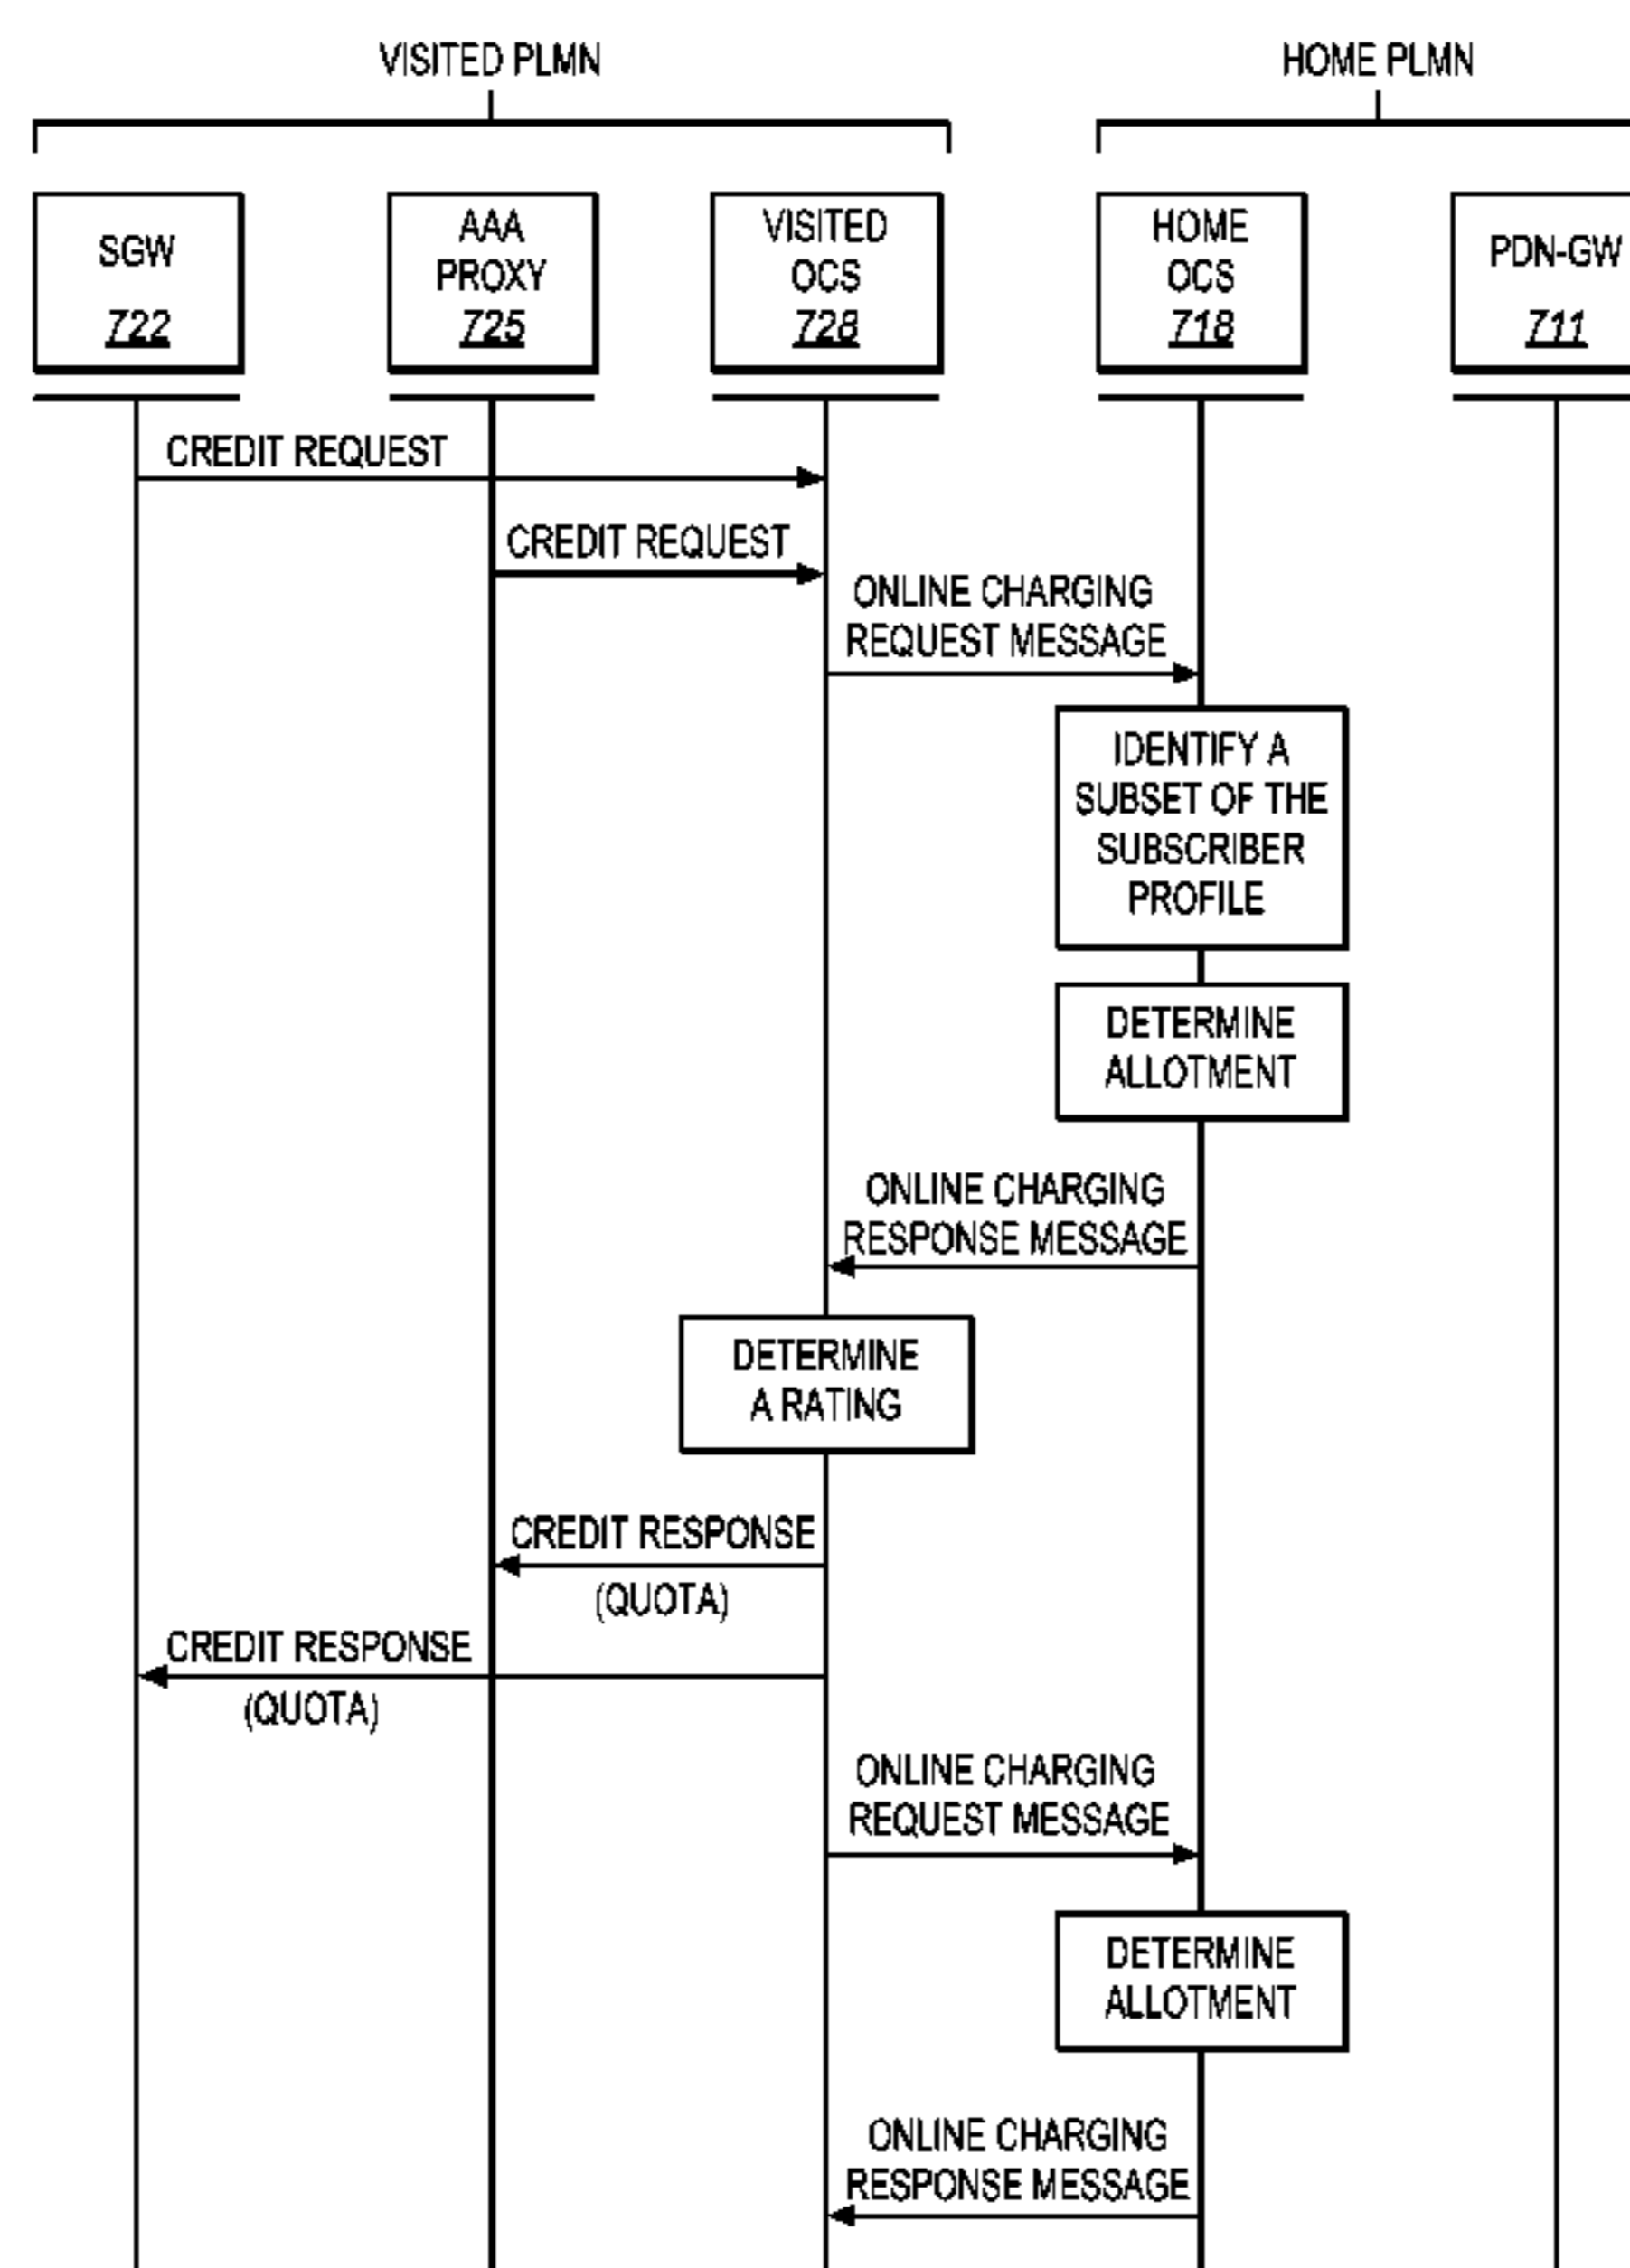 VISITED PLMN
HOME PLMN
SGW
722
AAA
PROXY
725
VISITED
OCS
728
HOME
OCS
718
PDN-GW
711
CREDIT REQUEST
CREDIT REQUEST
ONLINE CHARGING
REQUEST MESSAGE
IDENTIFY A
SUBSET OF THE
SUBSCRIBER
PROFILE
DETERMINE
ALLOTMENT
ONLINE CHARGING
RESPONSE MESSAGE
DETERMINE
A RATING
CREDIT RESPONSE
(QUOTA)
CREDIT RESPONSE
(QUOTA)
ONLINE CHARGING
REQUEST MESSAGE
DETERMINE
ALLOTMENT
ONLINE CHARGING
RESPONSE MESSAGE